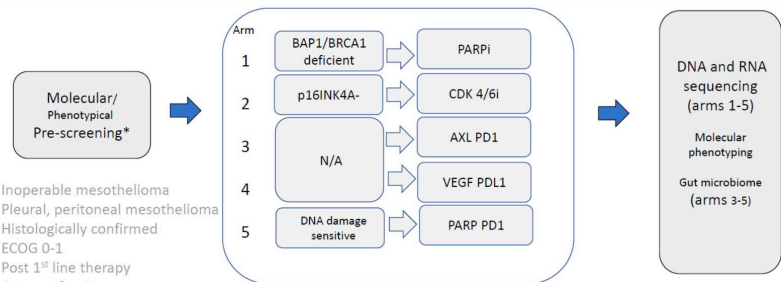 Arm
1
BAP1/BRCA1
deficient
PARPi
2
p16INK4A-
CDK 4/6i
3
4
N/A
AXL PD1
VEGF PDL1
5
DNA damage
sensitive
PARP PD1
Molecular/
Phenotypical
Pre-screening*
Inoperable mesothelioma
Pleural, peritoneal mesothelioma
Histologically confirmed
ECOG 0-1
Post 1st line therapy
DNA and RNA
sequencing
(arms 1-5)
Molecular
phenotyping
Gut microbiome
(arms 3-5)